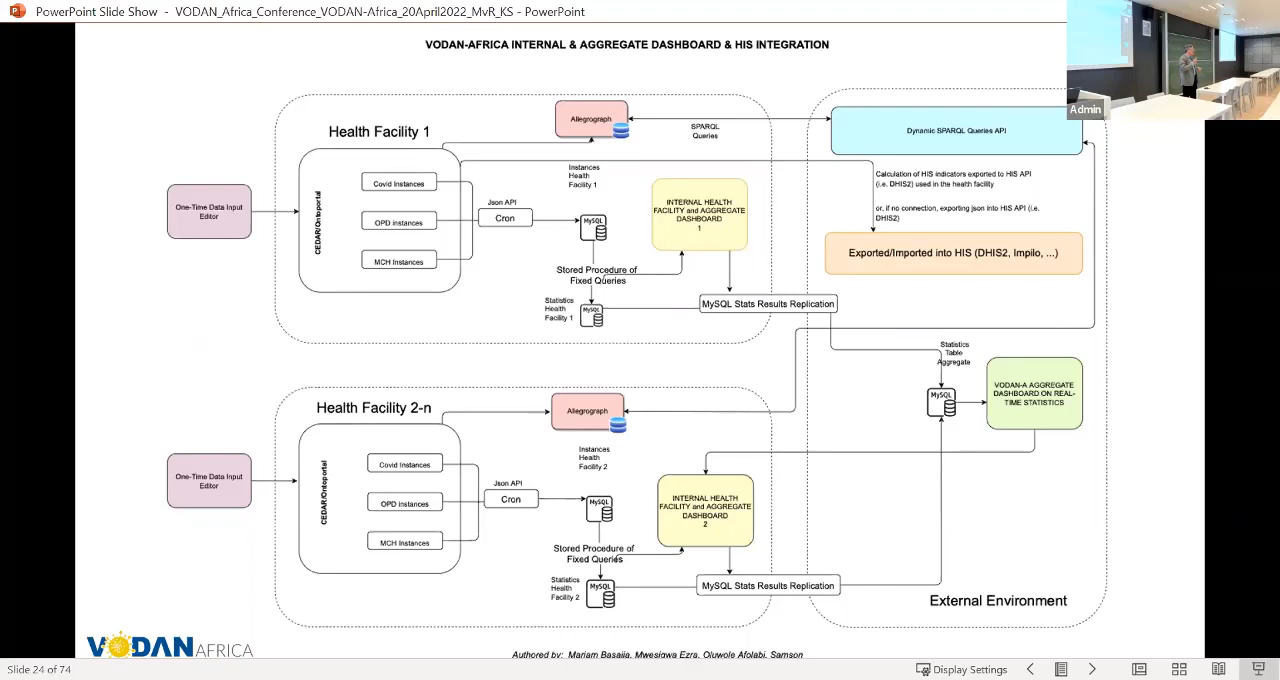 PowerPoint Slide Show - VODAN_Africa_Conference_VODAN-Africa_20April2022_MvR_KS - PowerPoint
VODAN-AFRICA INTERNAL & AGGREGATE DASHBOARD & HIS INTEGRATION
Admin
Health Facility 1
Allegrograph
SPARQL
Queries
Dynamic SPARQL Queries API
One-Time Data Input
Editor
CEDAR/Ontoportal
Covid Instances
OPD instances
MCH Instances
Json API
Cron
Instances
Health
Facility 1
MySQL
INTERNAL HEALTH
FACILITY and AGGREGATE
DASHBOARD
1
Calculation of HIS indicators exported to HIS API
(i.e. DHIS2) used in the health facility
or, if no connection, exporting json into HIS API (i.e.
DHIS2)
Exported/Imported into HIS (DHIS2, Impilo, ...)
Stored Procedure of
Fixed Queries
Statistics
Health
Facility 1
MySQL
MySQL Stats Results Replication
Statistics
Table
Aggregate
MySQL
VODAN-A AGGREGATE
DASHBOARD ON REAL-
TIME STATISTICS
Health Facility 2-n
Allegrograph
Instances
Health
Facility 2
One-Time Data Input
Editor
CEDAR/Ontoportal
Covid Instances
OPD instances
MCH Instances
Json API
Cron
MySQL
INTERNAL HEALTH
FACILITY and AGGREGATE
DASHBOARD
2
Stored Procedure of
Fixed Queries
Statistics
Health
Facility 2
MySQL
MySQL Stats Results Replication
External Environment
VODAN AFRICA
Authored by: Mariam Basajja, Mwesigwa Ezra, Oluwole Afolabi, Samson
Slide 24 of 74
Display Settings